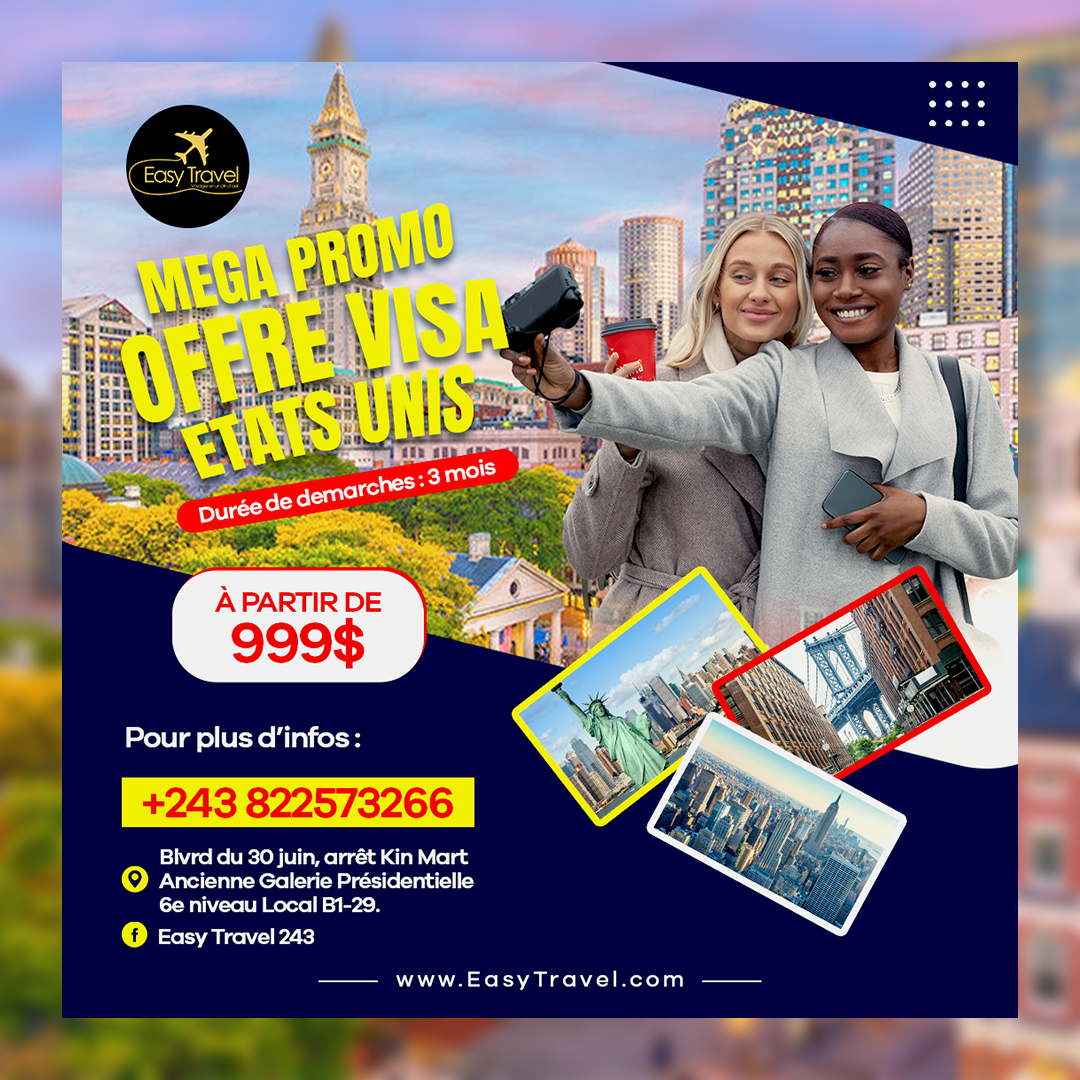 Easy Travel
MEGA PROMO
OFFRE VISA
ETATS UNIS
Durée de demarches : 3 mois
À PARTIR DE
999$
Pour plus d’infos :
+243 822573266
Blvrd du 30 juin, arrêt Kin Mart
Ancienne Galerie Présidentielle
6e niveau Local B1-29.
Easy Travel 243
www.EasyTravel.com